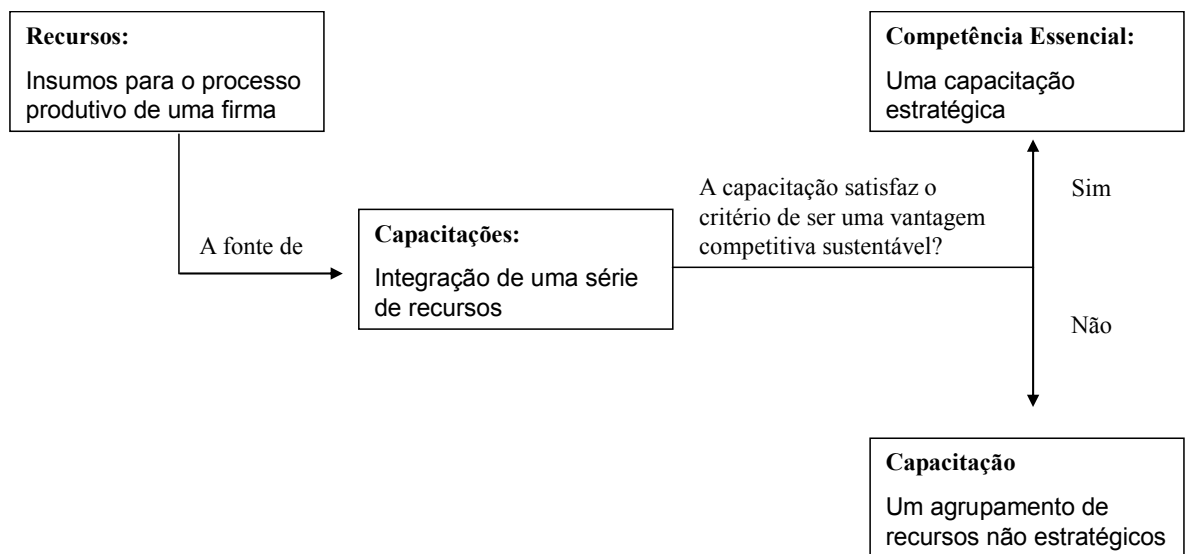 Recursos:
Insumos para o processo
produtivo de uma firma
A fonte de
Capacitações:
Integração de uma série
de recursos
A capacitação satisfaz o
critério de ser uma vantagem
competitiva sustentável?
Competência Essencial:
Uma capacitação
estratégica
Sim
Não
Capacitação
Um agrupamento de
recursos não estratégicos